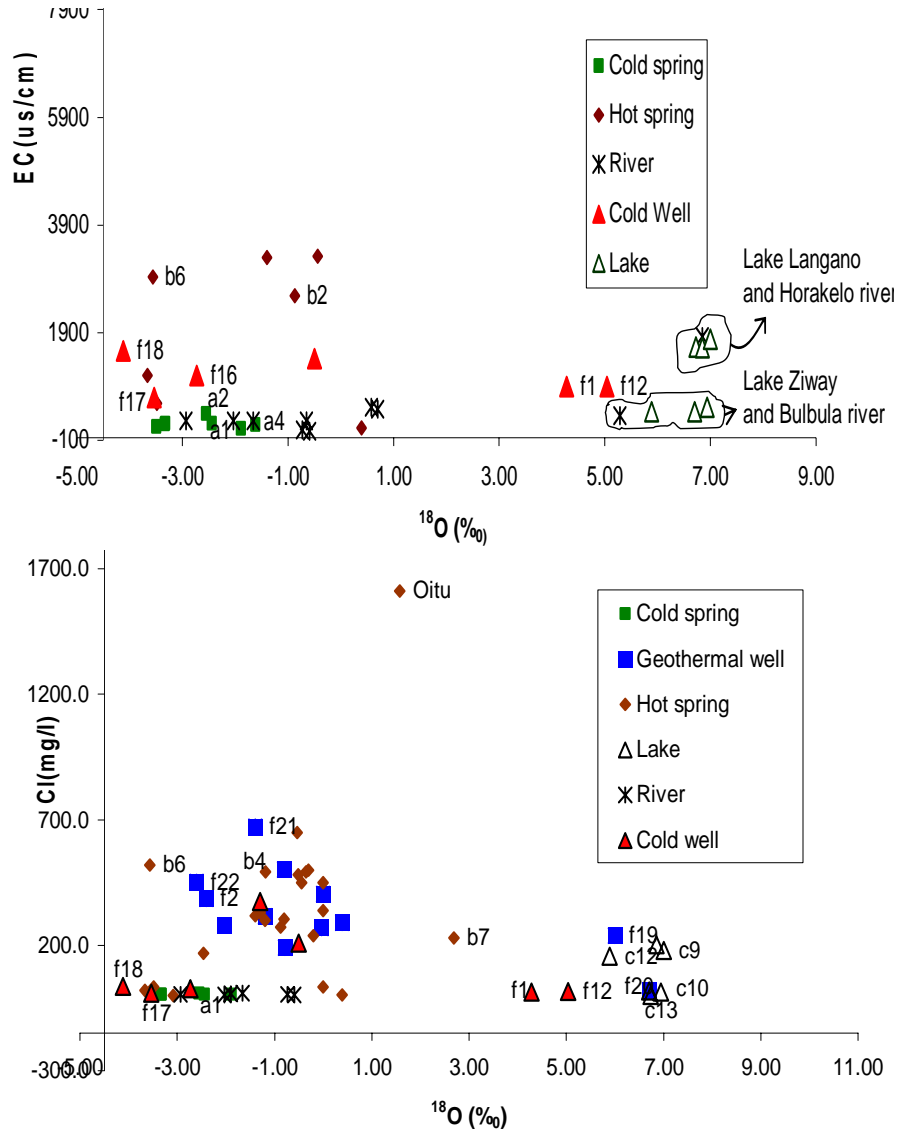 7900
5900
3900
1900
-100
EC(us/cm)
Cold spring
Hot spring
River
Cold Well
Lake
b6
b2
f18
f16
f17
a2
a1
a4
f1
f12
Lake Langano
and Horakelo river
Lake Ziway
and Bulbula river
-5.00 -3.00 -1.00 1.00 3.00 5.00 7.00 9.00
18O (‰)
1700.0
1200.0
700.0
200.0
-300.0
Cl(mg/l)
Cold spring
Geothermal well
Hot spring
Lake
River
Cold well
Oitu
f21
b6
b4
f22
f2
b7
f19
c12
c9
f18
f17
a1
f1
f12
f20
c10
c13
-5.00 -3.00 -1.00 1.00 3.00 5.00 7.00 9.00 11.00
18O (‰)